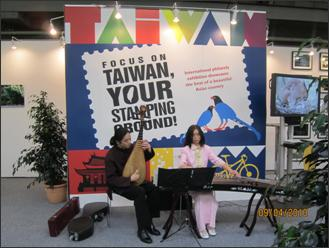 TAIWAN
FOCUS ON
TAIWAN,
YOUR
STAMPING
GROUND!
International philately
exhibition showcases
the best of a beautiful
Asian country
09/04/2010